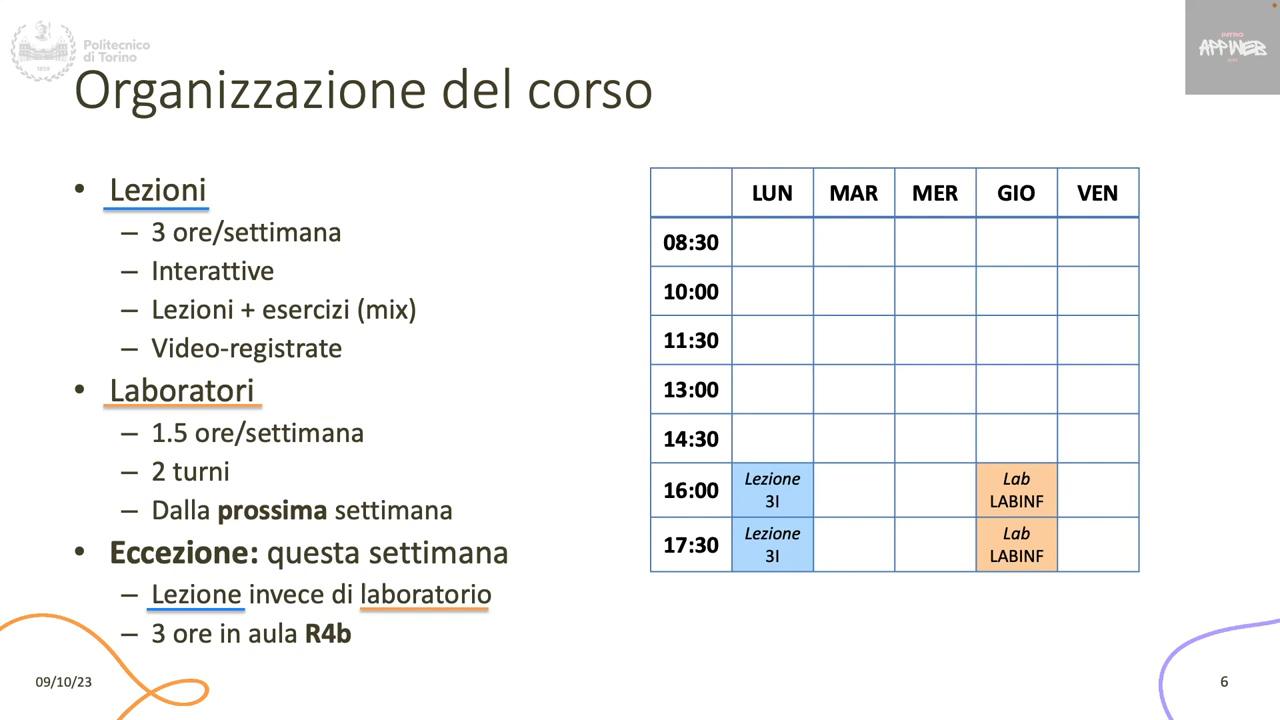 Politecnico
di Torino
1859
INTRO
APPWEB
Organizzazione del corso
• Lezioni
– 3 ore/settimana
– Interattive
– Lezioni + esercizi (mix)
– Video-registrate
• Laboratori
– 1.5 ore/settimana
– 2 turni
– Dalla prossima settimana
• Eccezione: questa settimana
– Lezione invece di laboratorio
– 3 ore in aula R4b
LUN MAR MER GIO VEN
08:30
10:00
11:30
13:00
14:30
16:00 Lezione 3I Lab LABINF
17:30 Lezione 3I Lab LABINF
09/10/23
6